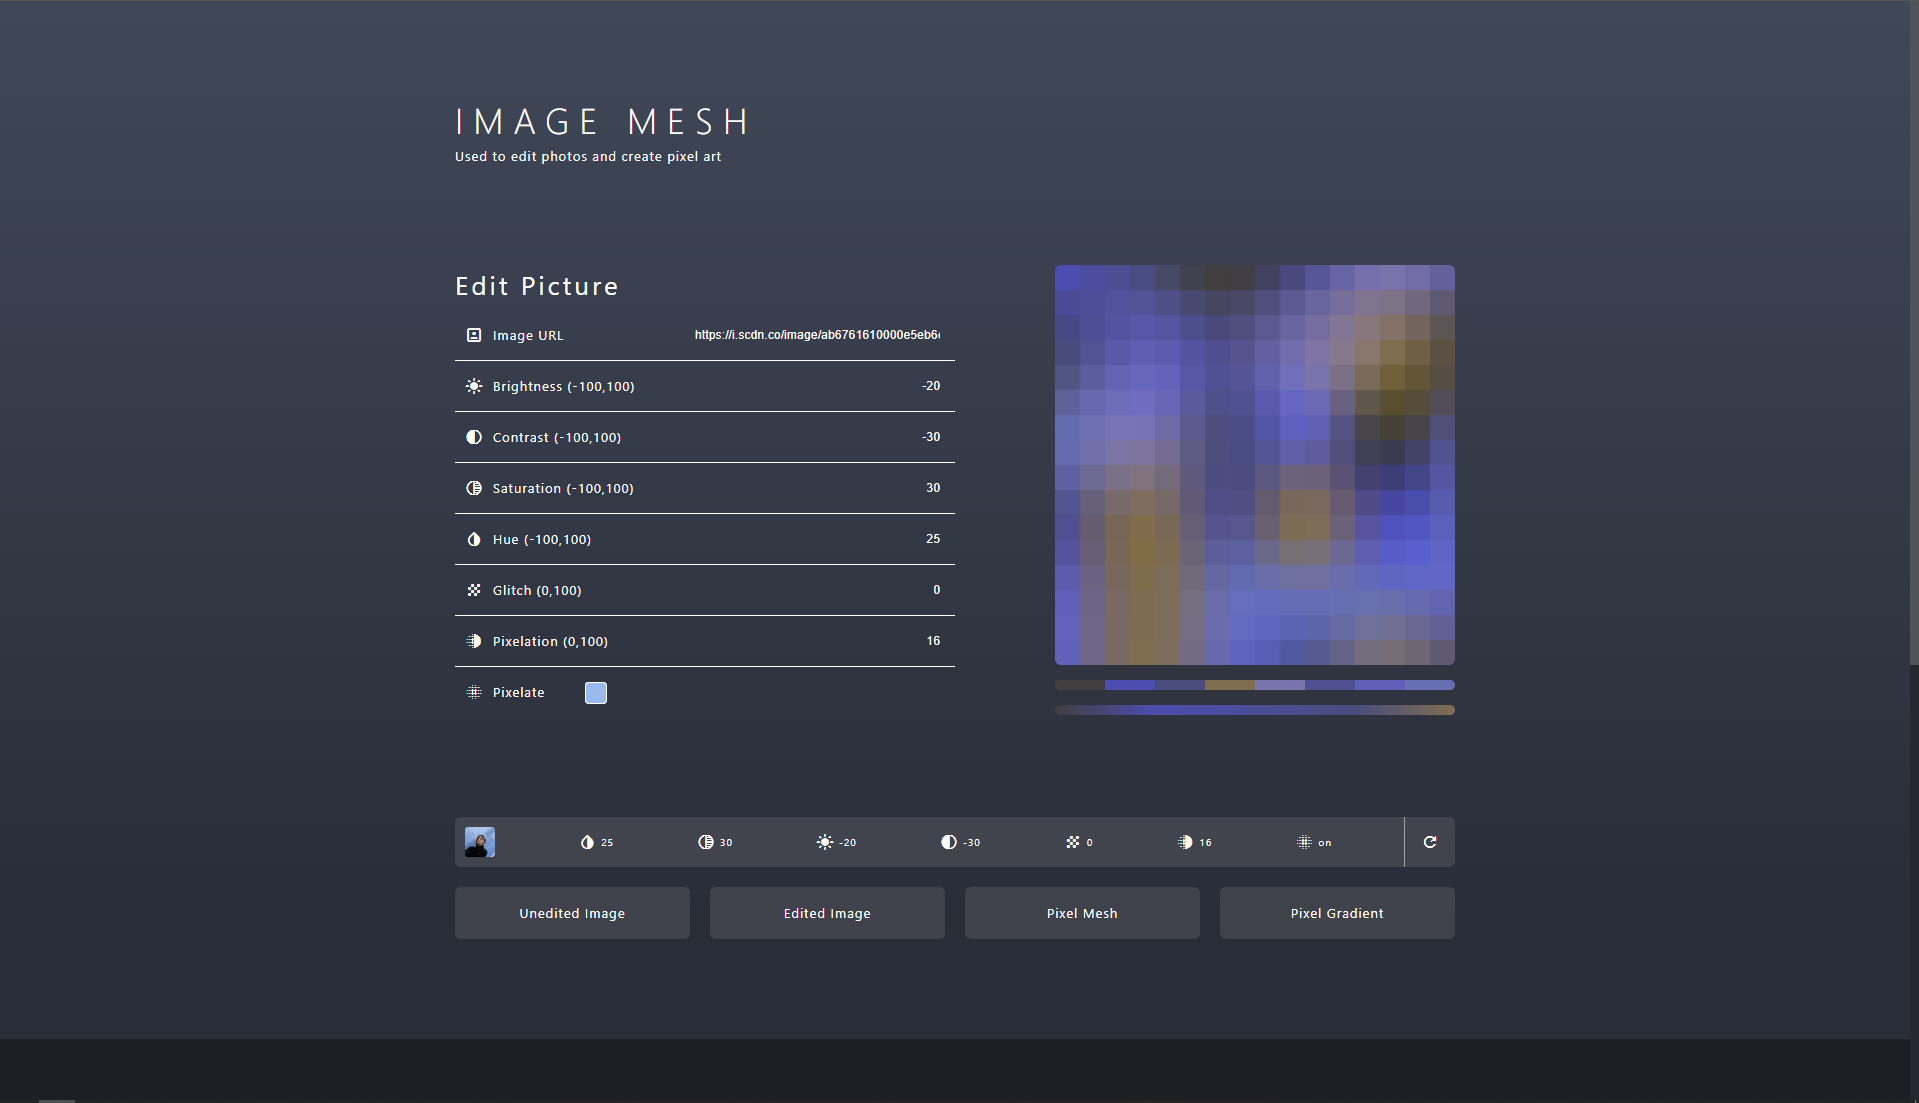 IMAGE MESH
Used to edit photos and create pixel art
Edit Picture
Image URL https://i.scdn.co/image/ab6761610000e5eb6
Brightness (-100,100) -20
Contrast (-100,100) -30
Saturation (-100,100) 30
Hue (-100,100) 25
Glitch (0,100) 0
Pixelation (0,100) 16
Pixelate
25 30 -20 -30 0 16 on
Unedited Image Edited Image Pixel Mesh Pixel Gradient